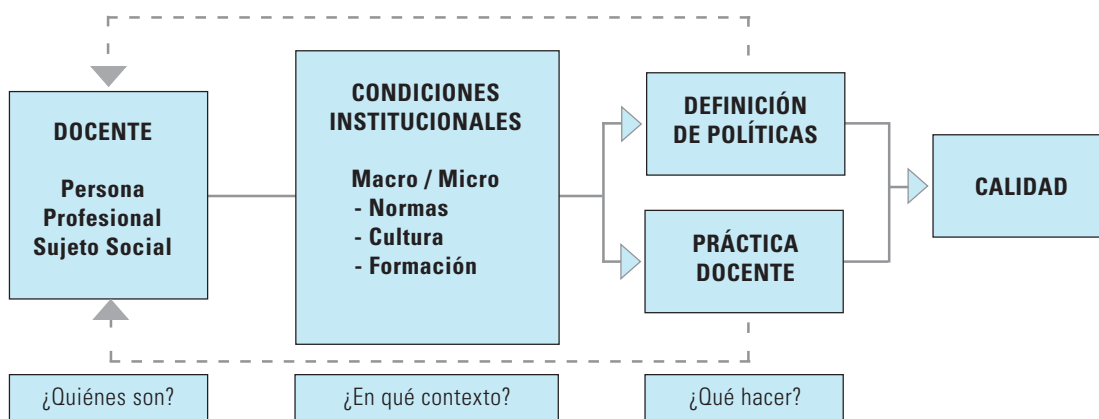 DOCENTE
Persona
Profesional
Sujeto Social
CONDICIONES
INSTITUCIONALES
Macro / Micro
- Normas
- Cultura
- Formación
DEFINICIÓN
DE POLÍTICAS
PRÁCTICA
DOCENTE
CALIDAD
¿Quiénes son?
¿En qué contexto?
¿Qué hacer?